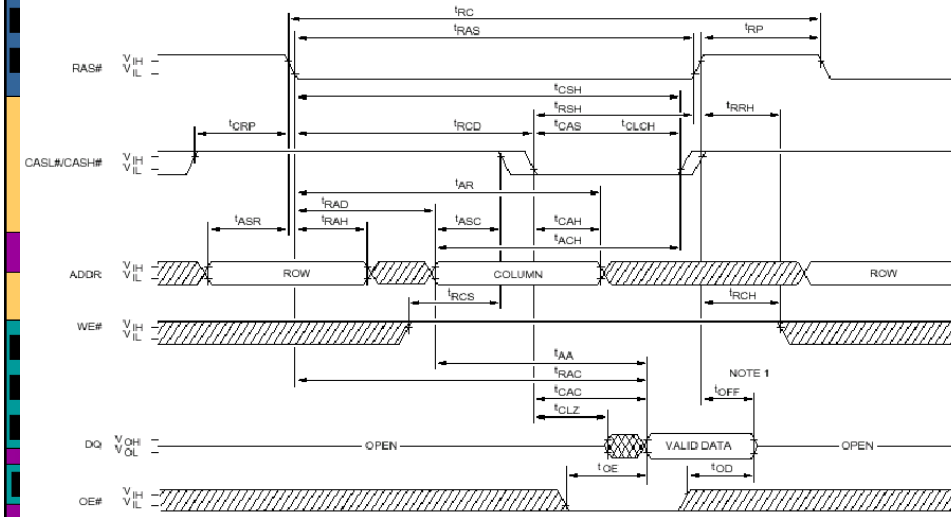 tRC
tRAS
tRP
RAS# VIH
VIL
tCSH
tRSH
tRRH
tCRP
tRCD
tCAS
tCLCH
CASL#/CASH# VIH
VIL
tAR
tRAD
tASR
tRAH
tASC
tCAH
tACH
ADDR VIH
VIL
ROW
COLUMN
ROW
tRCS
tRCH
WE# VIH
VIL
tAA
tRAC
NOTE 1
tCAC
tOFF
tCLZ
DQ VOH
VOL
OPEN
VALID DATA
OPEN
tOE
tOD
OE# VIH
VIL